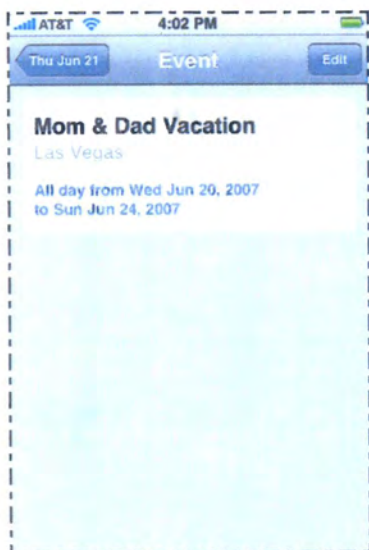 AT&T 4:02 PM
Thu Jun 21 Event Edit
Mom & Dad Vacation
Las Vegas
All day from Wed Jun 20, 2007
to Sun Jun 24, 2007